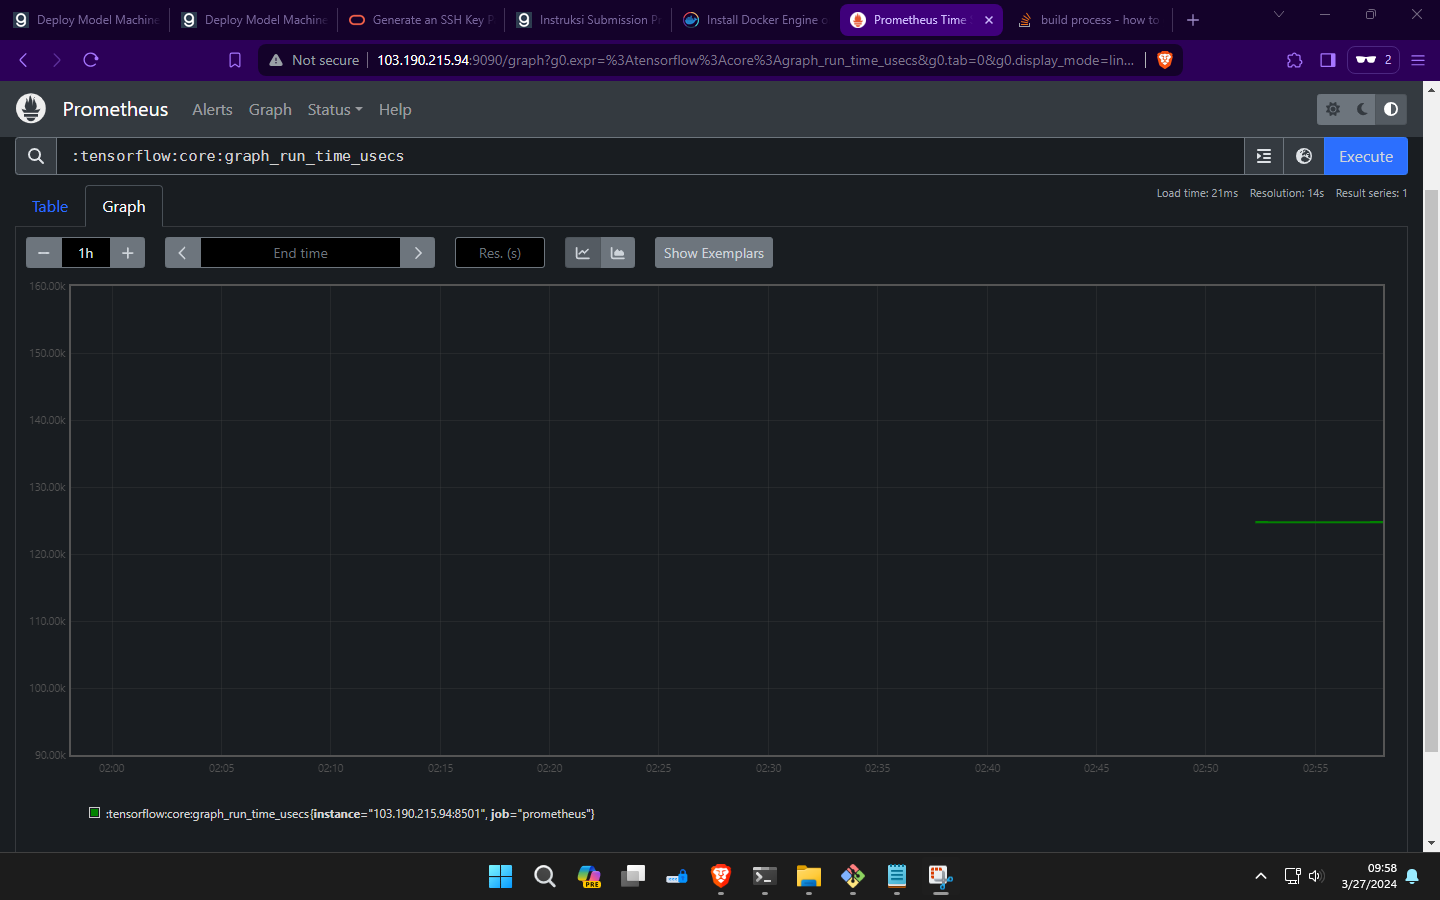 Deploy Model Machine
Deploy Model Machine
Generate an SSH Key P
Instruksi Submission P
Install Docker Engine o
Prometheus Time
build process - how to
Not secure
103.190.215.94:9090/graph?g0.expr=%3Atensorflow%3Acore%3Agraph_run_time_usecs&g0.tab=0&g0.display_mode=lin...
2
Prometheus
Alerts
Graph
Status
Help
:tensorflow:core:graph_run_time_usecs
Execute
Load time: 21ms Resolution: 14s Result series: 1
Table
Graph
1h
End time
Res. (s)
Show Exemplars
160.00k
150.00k
140.00k
130.00k
120.00k
110.00k
100.00k
90.00k
02:00 02:05 02:10 02:15 02:20 02:25 02:30 02:35 02:40 02:45 02:50 02:55
:tensorflow:core:graph_run_time_usecs{instance="103.190.215.94:8501", job="prometheus"}
PRE
09:58
3/27/2024